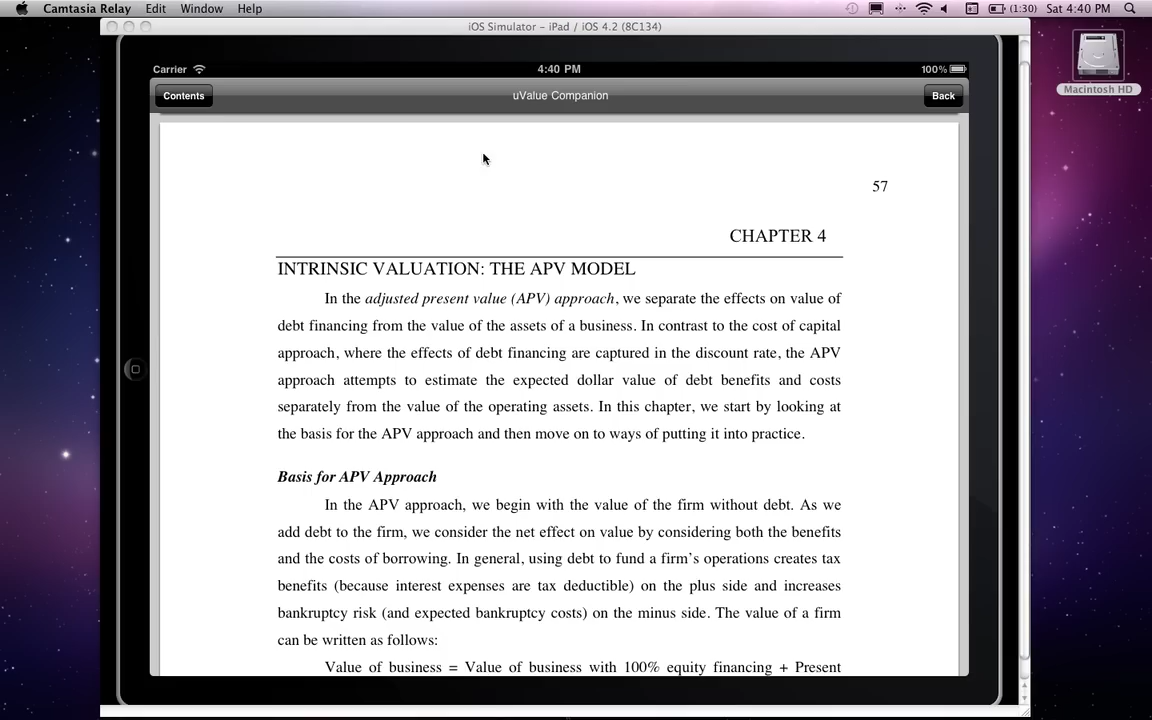 Camtasia Relay Edit Window Help (1:30) Sat 4:40 PM
iOS Simulator – iPad / iOS 4.2 (8C134)
Macintosh HD
Carrier 4:40 PM 100%
Contents uValue Companion Back
57
CHAPTER 4
INTRINSIC VALUATION: THE APV MODEL
In the adjusted present value (APV) approach, we separate the effects on value of
debt financing from the value of the assets of a business. In contrast to the cost of capital
approach, where the effects of debt financing are captured in the discount rate, the APV
approach attempts to estimate the expected dollar value of debt benefits and costs
separately from the value of the operating assets. In this chapter, we start by looking at
the basis for the APV approach and then move on to ways of putting it into practice.
Basis for APV Approach
In the APV approach, we begin with the value of the firm without debt. As we
add debt to the firm, we consider the net effect on value by considering both the benefits
and the costs of borrowing. In general, using debt to fund a firm's operations creates tax
benefits (because interest expenses are tax deductible) on the plus side and increases
bankruptcy risk (and expected bankruptcy costs) on the minus side. The value of a firm
can be written as follows:
Value of business = Value of business with 100% equity financing + Present